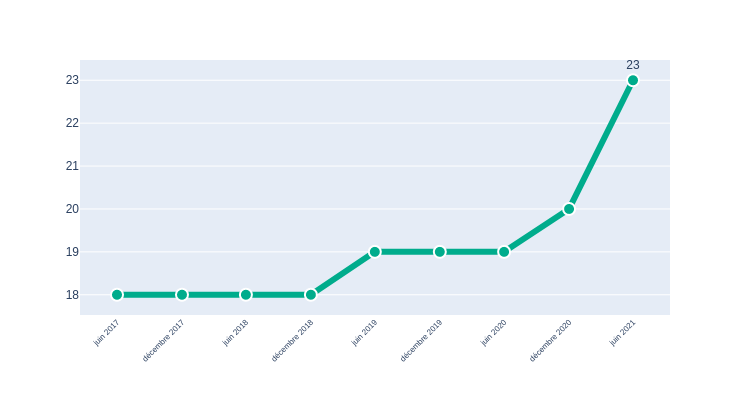 23
23
22
21
20
19
18
juin 2017
décembre 2017
juin 2018
décembre 2018
juin 2019
décembre 2019
juin 2020
décembre 2020
juin 2021